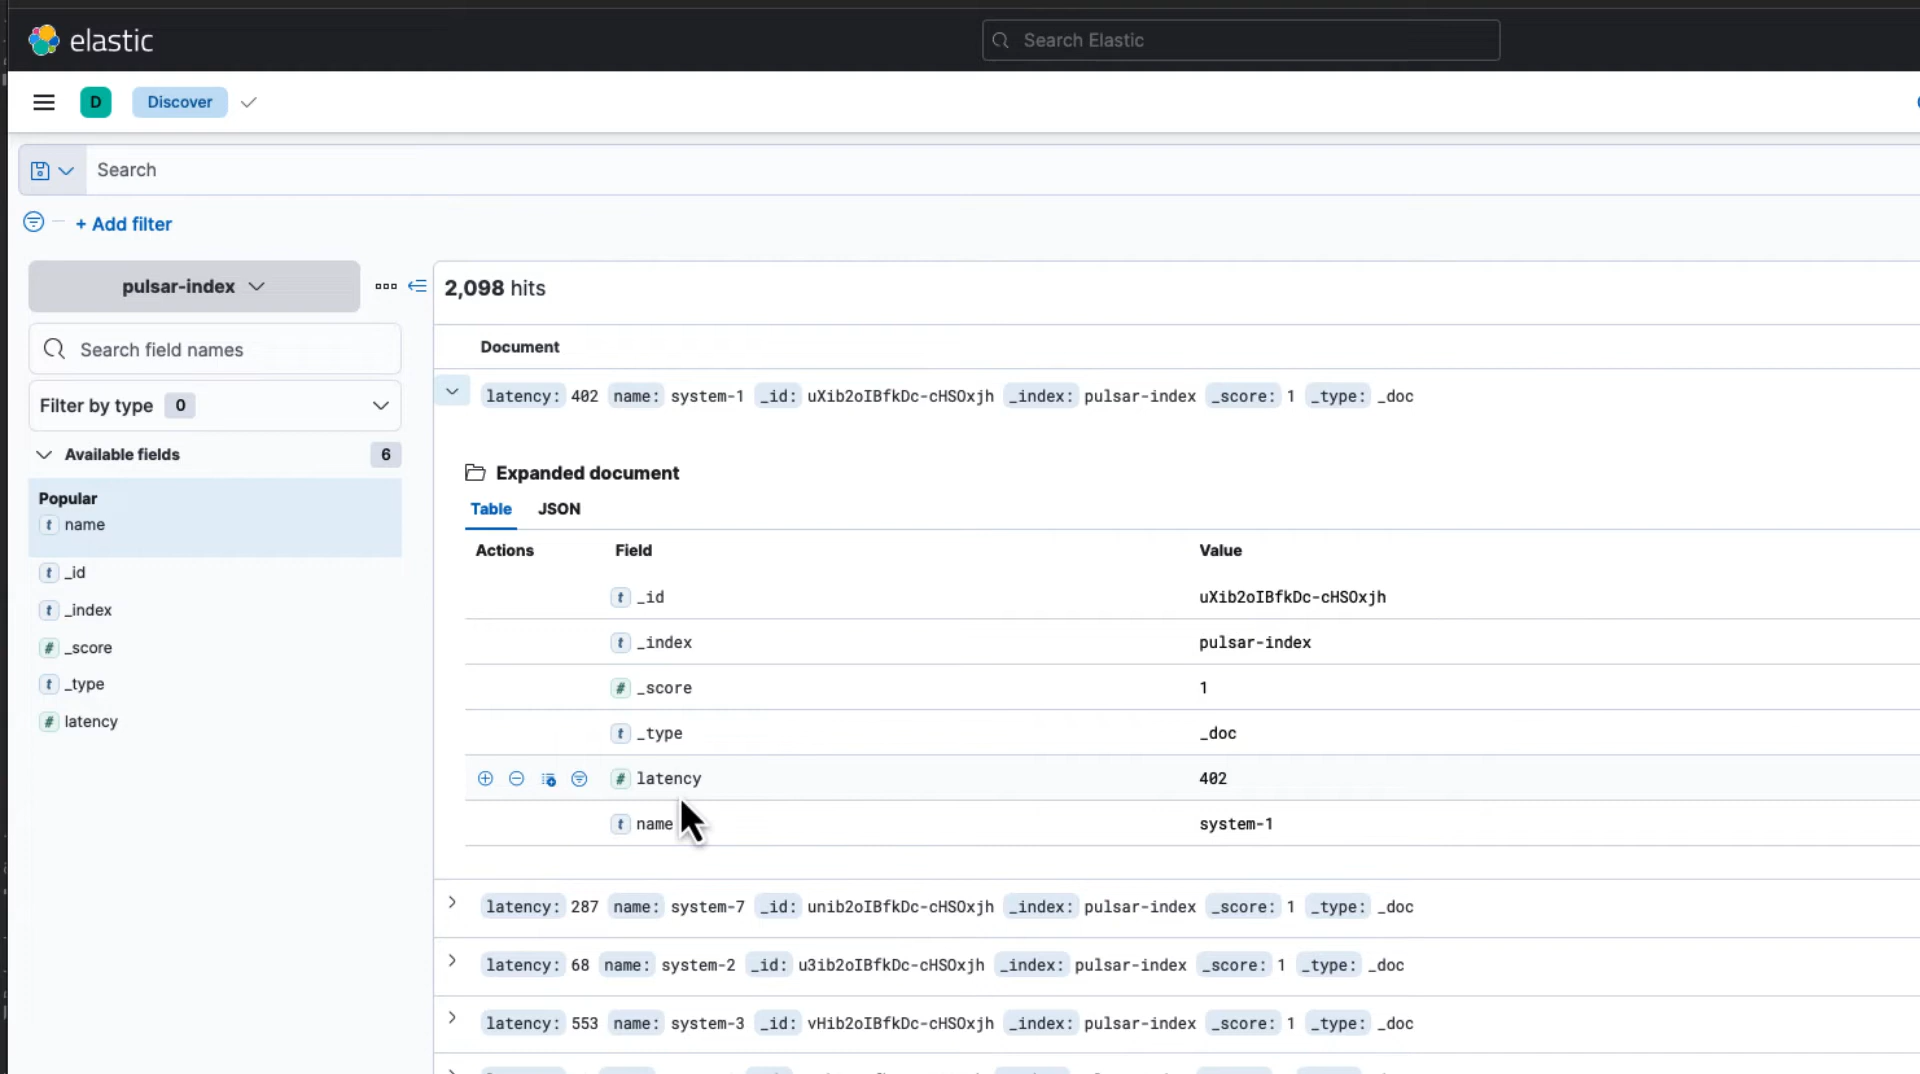 elastic
Search Elastic
D
Discover
Search
+ Add filter
pulsar-index
2,098 hits
Search field names
Document
Filter by type 0
latency: 402 name: system-1 _id: uXib2oIBfkDc-cHSOxjh _index: pulsar-index _score: 1 _type: _doc
Available fields 6
Expanded document
Popular
Table JSON
t name
Actions Field Value
t _id
t _id uXib2oIBfkDc-cHSOxjh
t _index
t _index pulsar-index
# _score
# _score 1
t _type
t _type _doc
# latency
# latency 402
t name system-1
latency: 287 name: system-7 _id: unib2oIBfkDc-cHSOxjh _index: pulsar-index _score: 1 _type: _doc
latency: 68 name: system-2 _id: u3ib2oIBfkDc-cHSOxjh _index: pulsar-index _score: 1 _type: _doc
latency: 553 name: system-3 _id: vHib2oIBfkDc-cHSOxjh _index: pulsar-index _score: 1 _type: _doc